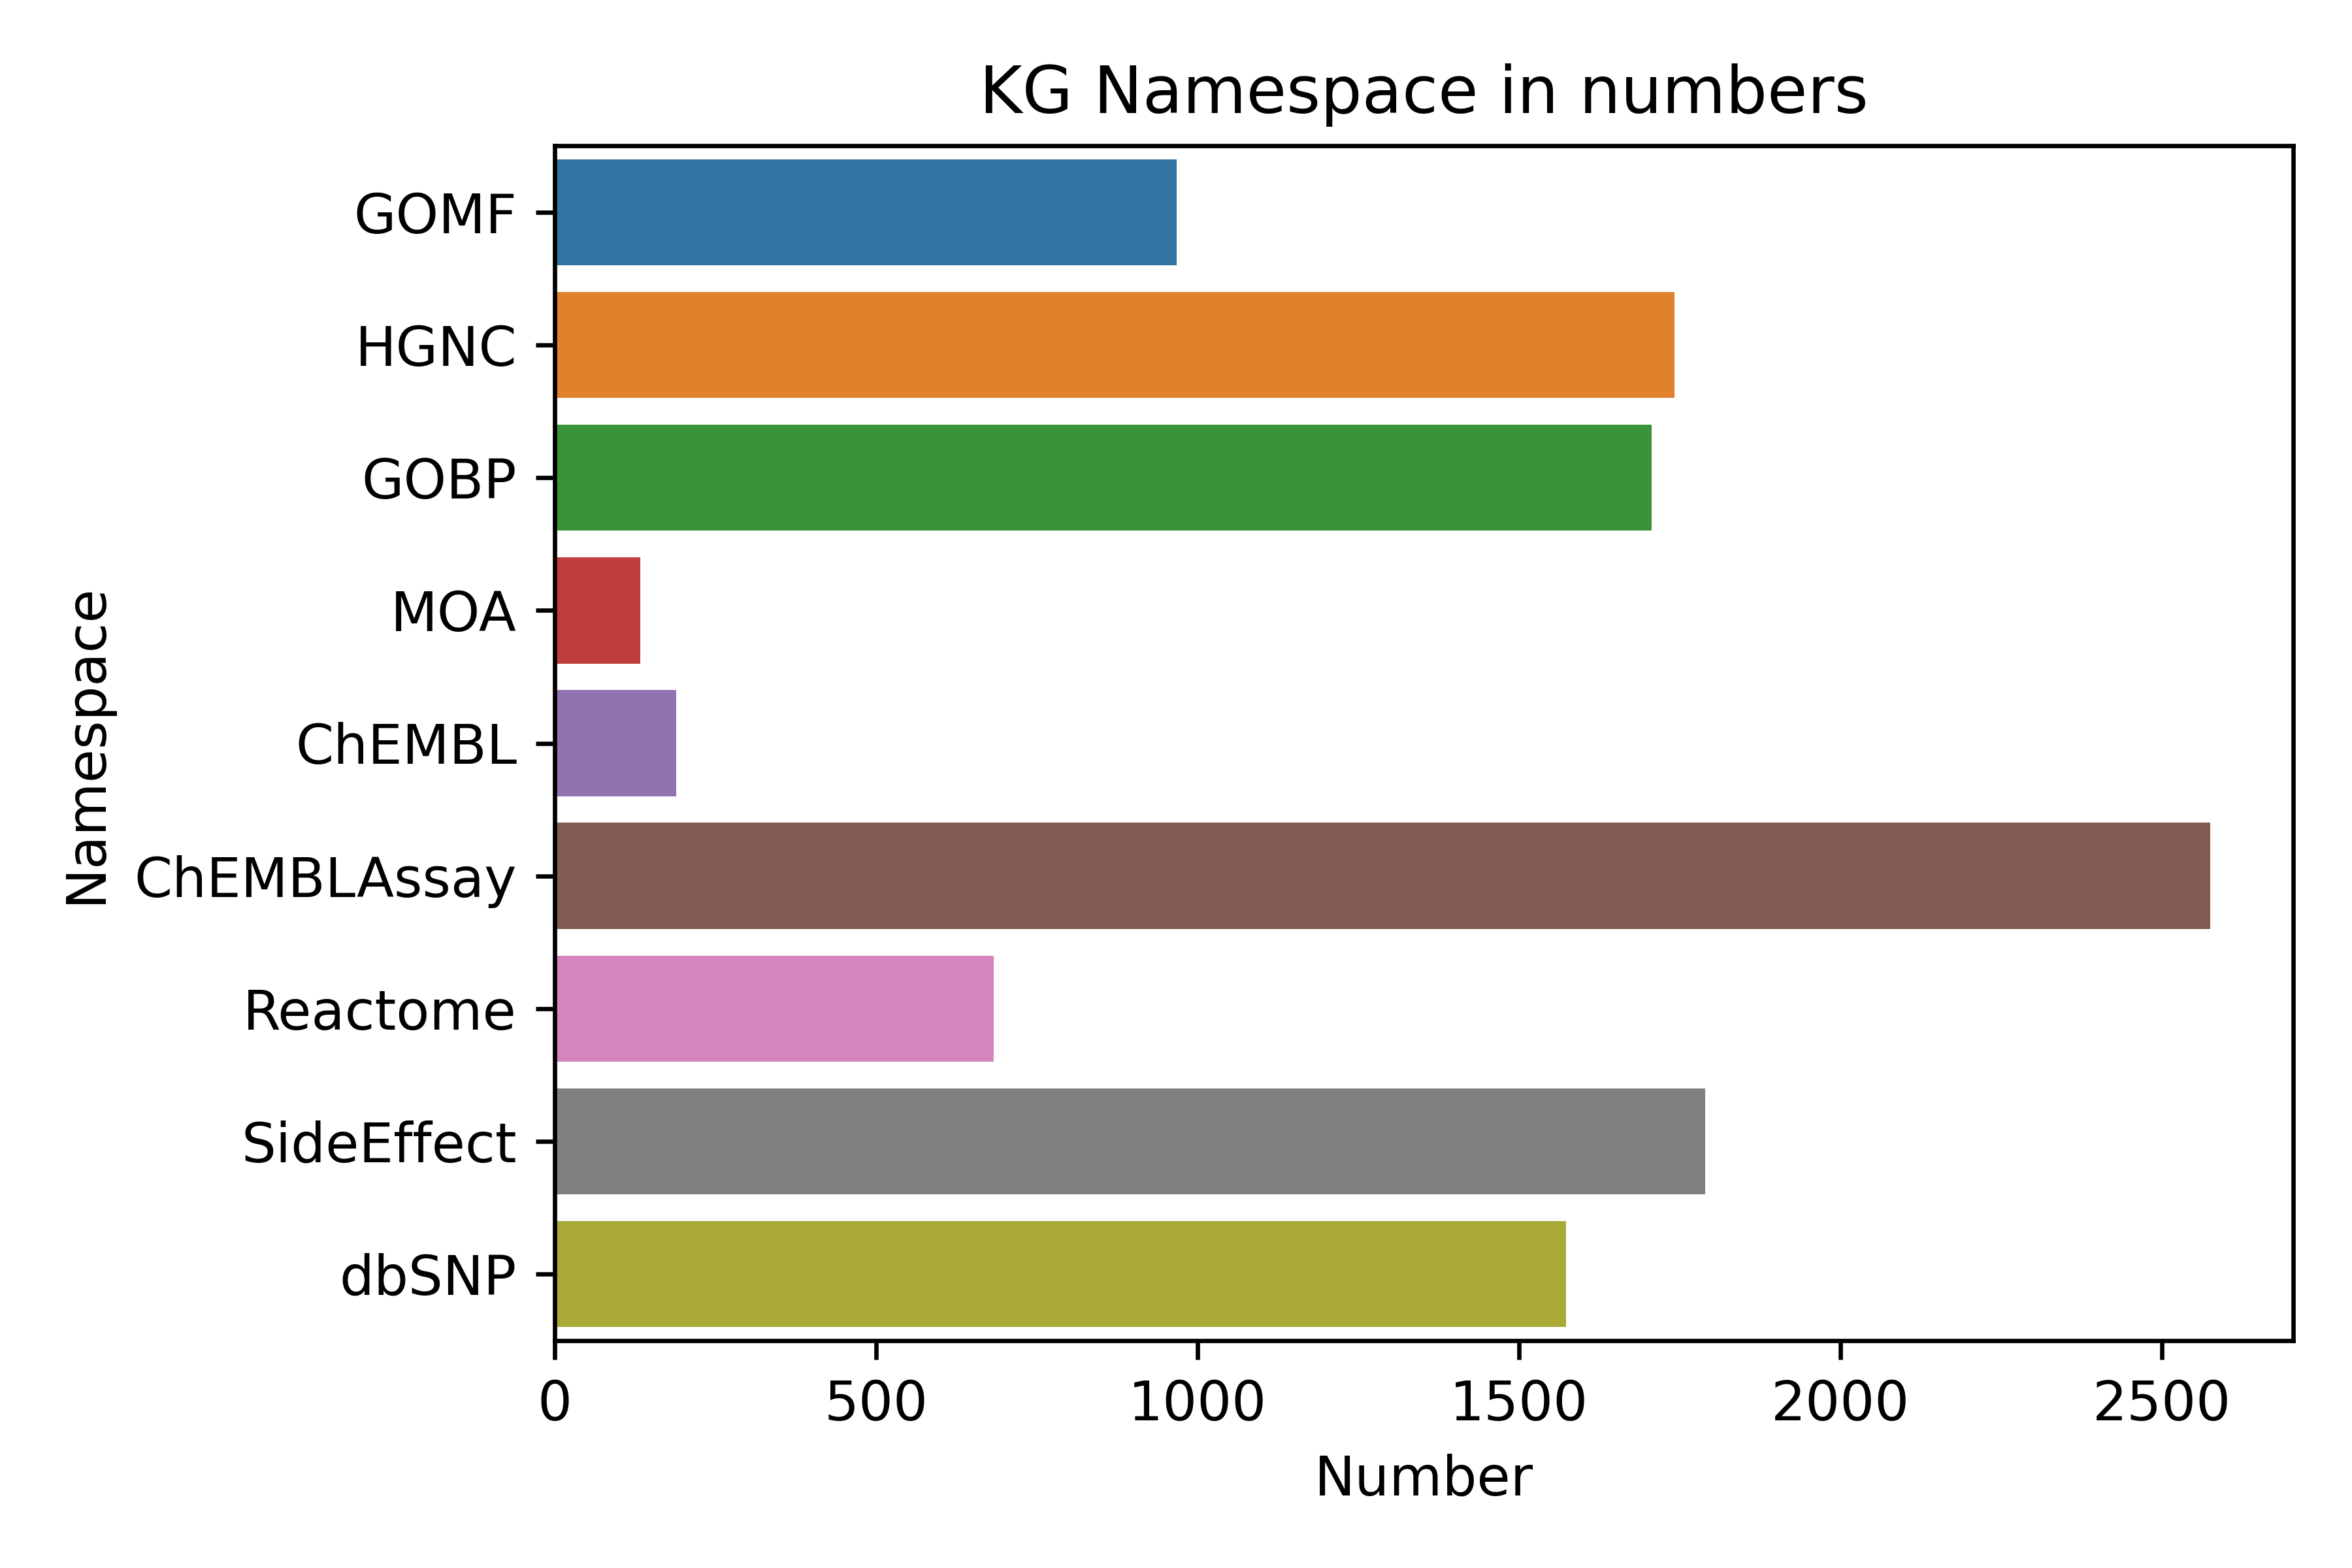 KG Namespace in numbers
GOMF
HGNC
GOBP
MOA
ChEMBL
ChEMBLAssay
Reactome
SideEffect
dbSNP
Namespace
0 500 1000 1500 2000 2500
Number